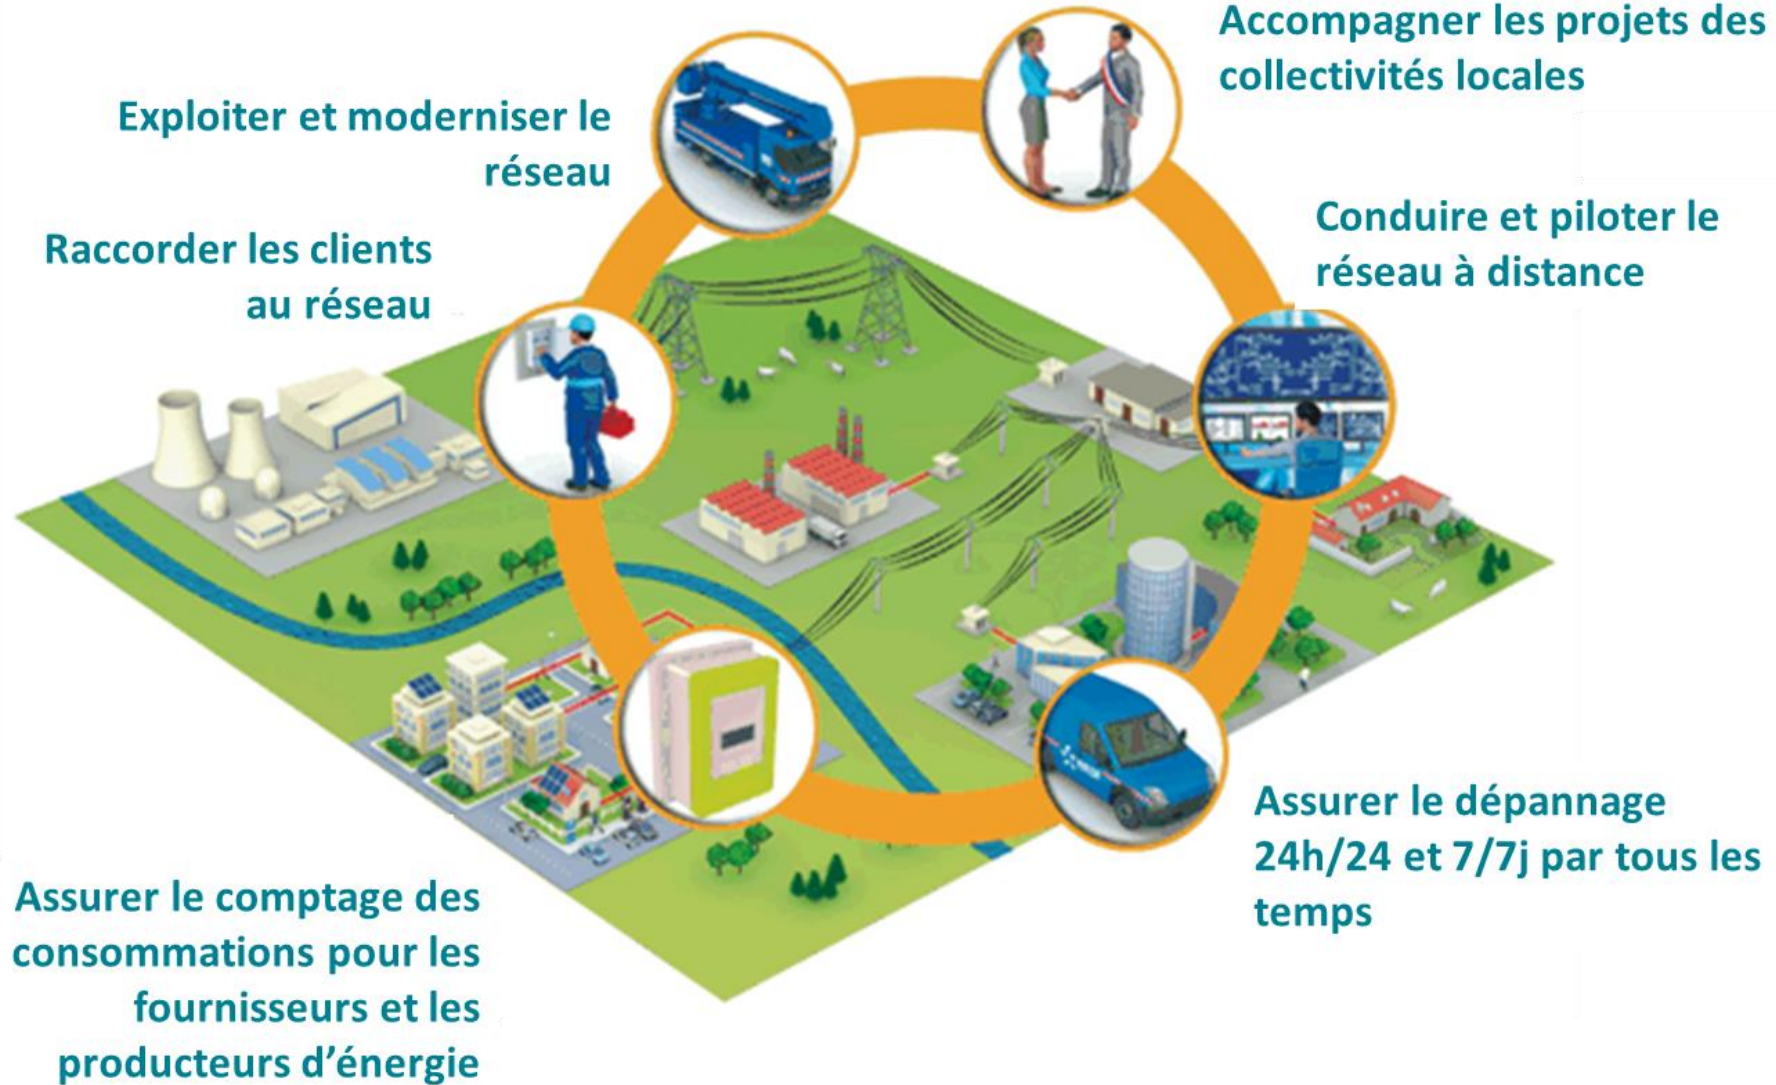 Accompagner les projets des
collectivités locales
Exploiter et moderniser le
réseau
Conduire et piloter le
réseau à distance
Raccorder les clients
au réseau
Assurer le dépannage
24h/24 et 7/7j par tous les
temps
Assurer le comptage des
consommations pour les
fournisseurs et les
producteurs d’énergie